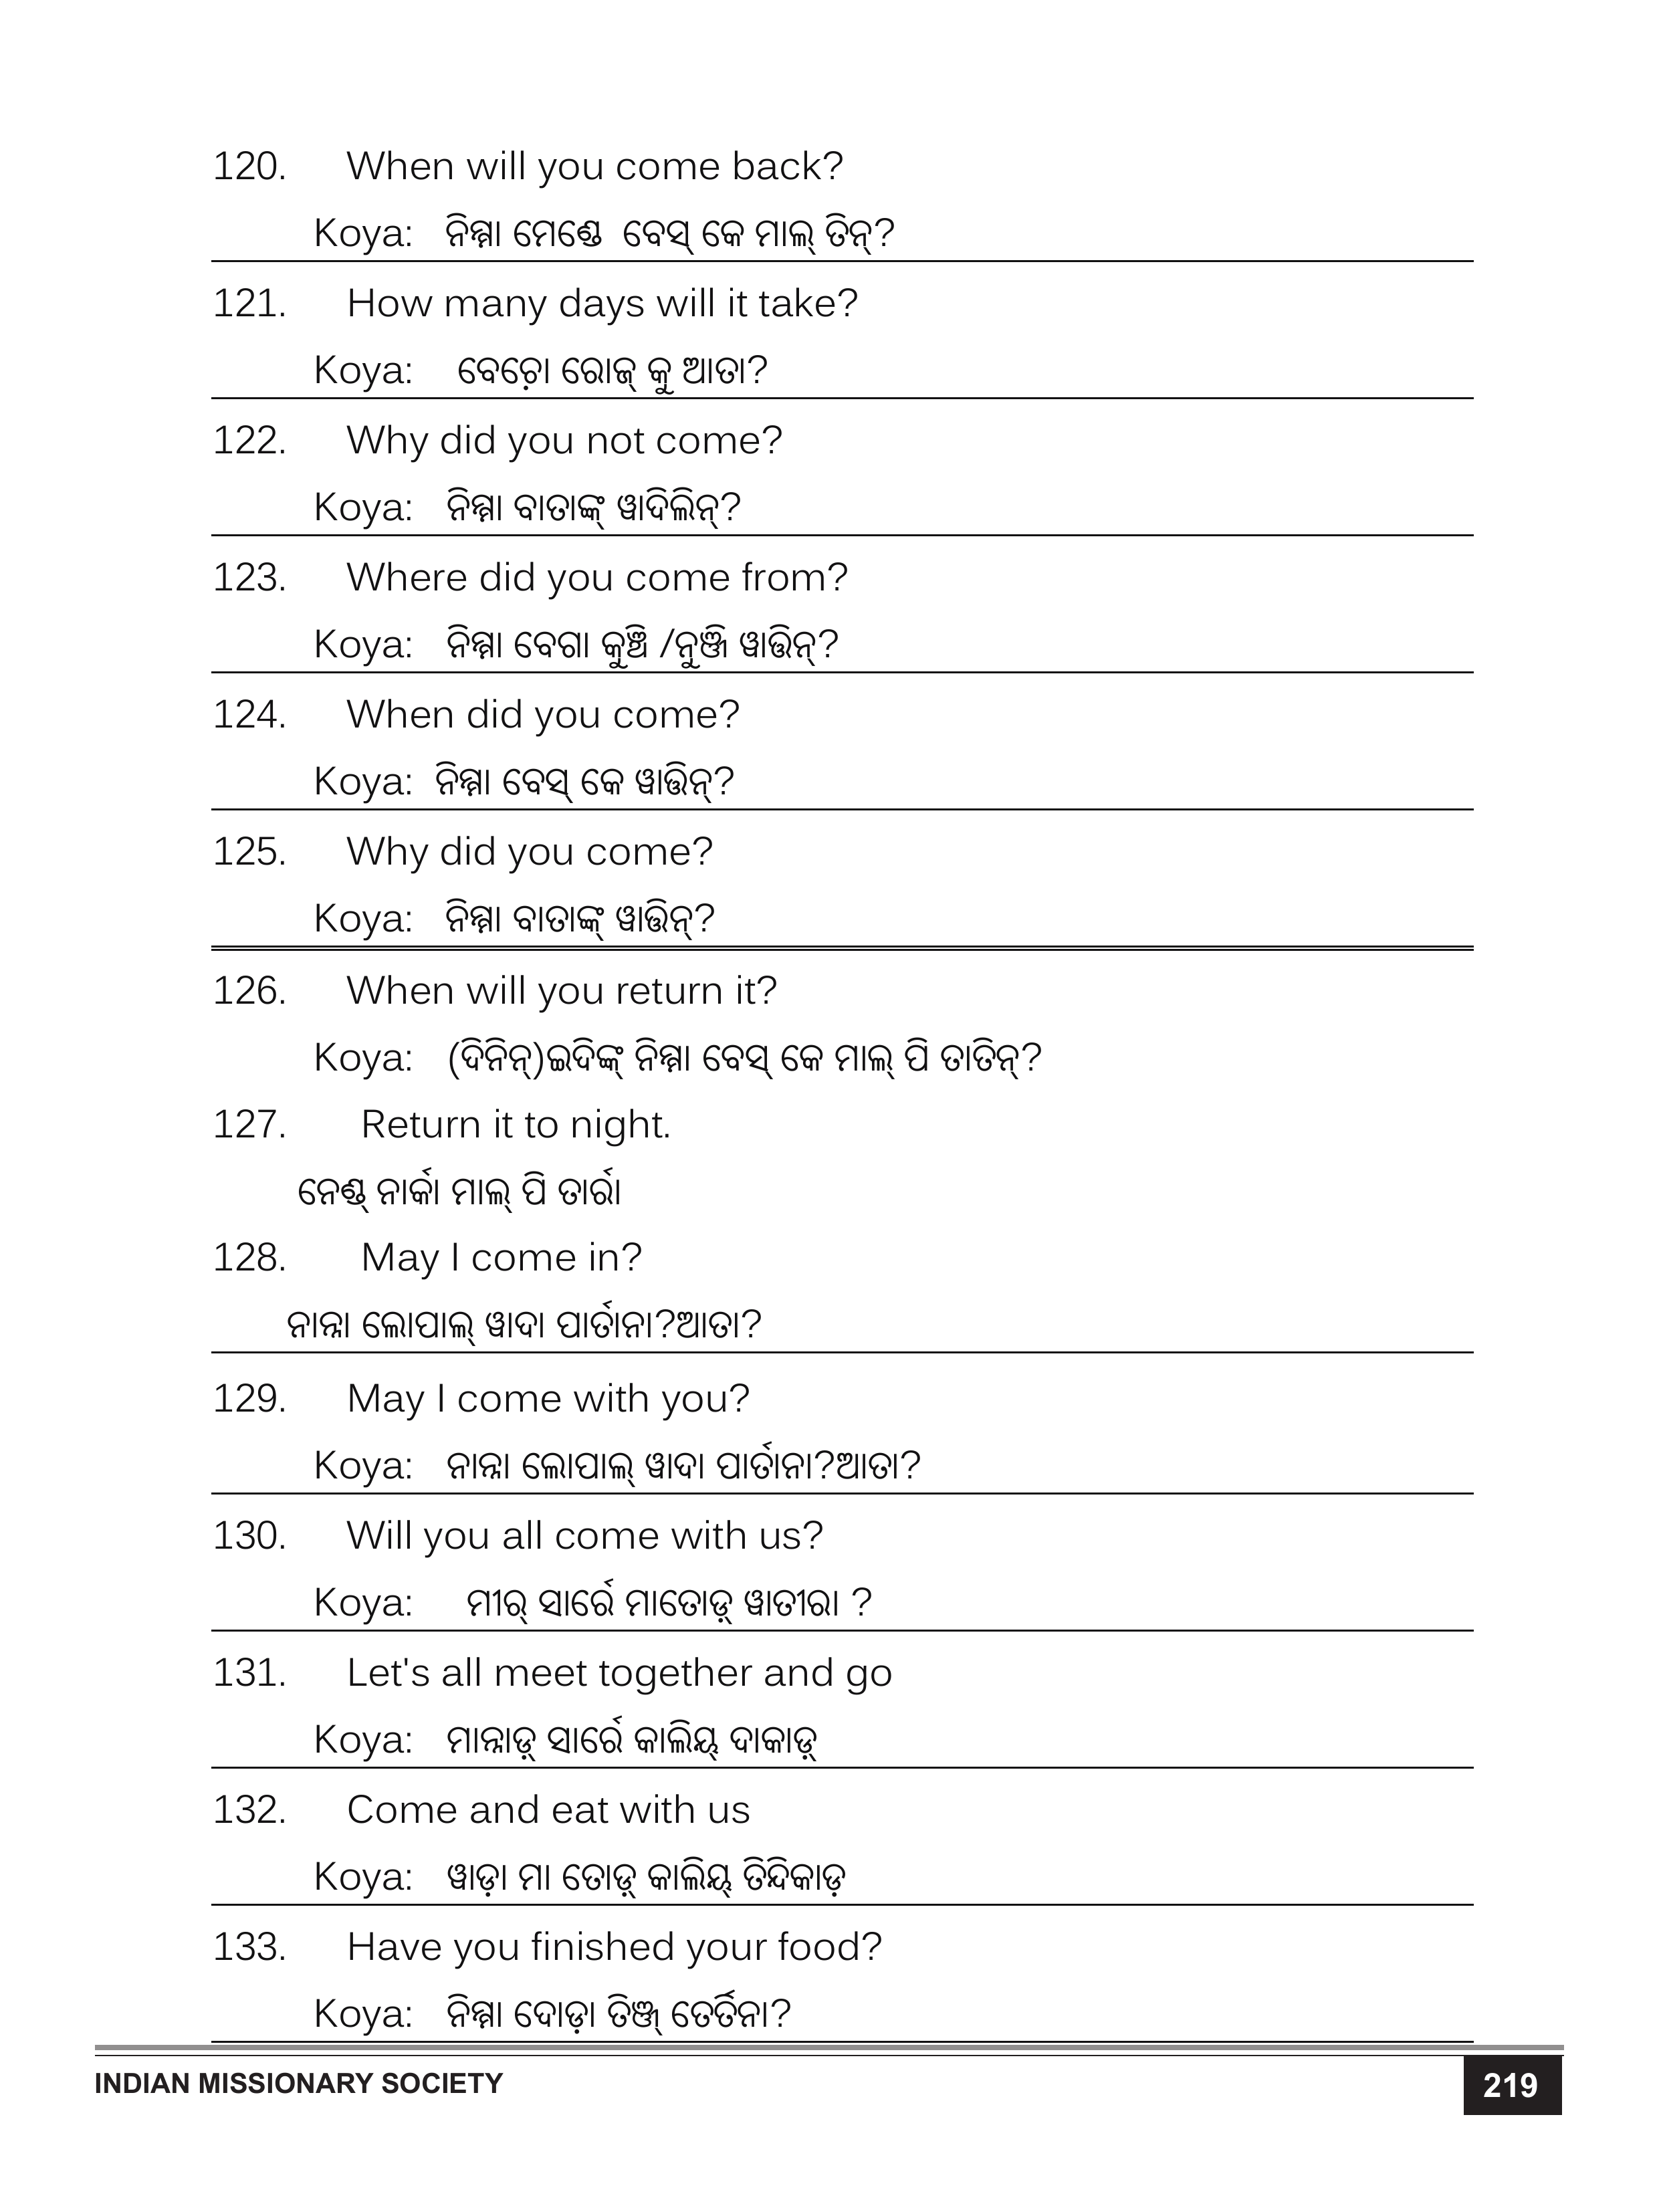 120. When will you come back?
Koya: ନିମ୍ମା ମେଣ୍ଡେ ବେସ୍ କେ ମାଲ୍ ତିନ୍?
121. How many days will it take?
Koya: ବେଚ଼ୋ ରୋଜ୍ କୁ ଆତା?
122. Why did you not come?
Koya: ନିମ୍ମା ବାତାଙ୍କ୍ ୱାଦିଲିନ୍?
123. Where did you come from?
Koya: ନିମ୍ମା ବେଗା କୁଞ୍ଚି /ନୁଞ୍ଜି ୱାତ୍ତିନ୍?
124. When did you come?
Koya: ନିମ୍ମା ବେସ୍ କେ ୱାତ୍ତିନ୍?
125. Why did you come?
Koya: ନିମ୍ମା ବାତାଙ୍କ୍ ୱାତ୍ତିନ୍?
126. When will you return it?
Koya: (ଦିନିନ୍)ଇଦିଙ୍କ୍ ନିମ୍ମା ବେସ୍ କେ ମାଲ୍ ପି ତାତିନ୍?
127. Return it to night.
ନେଣ୍ଡ୍ ନାର୍କା ମାଲ୍ ପି ତାର୍ରା
128. May I come in?
ନାନ୍ନା ଲୋପାଲ୍ ୱାଦା ପାର୍ତାନା?ଆତା?
129. May I come with you?
Koya: ନାନ୍ନା ଲୋପାଲ୍ ୱାଦା ପାର୍ତାନା?ଆତା?
130. Will you all come with us?
Koya: ମୀର୍ ସାର୍ରେ ମାତୋଡ଼୍ ୱାତୀରା ?
131. Let's all meet together and go
Koya: ମାନ୍ନାଡ଼୍ ସାର୍ରେ କାଲିୟ୍ ଦାକାଡ଼୍
132. Come and eat with us
Koya: ୱାଡ଼ା ମା ତୋଡ଼୍ କାଲିୟ୍ ତିନ୍ଦିକାଡ଼
133. Have you finished your food?
Koya: ନିମ୍ମା ଦୋଡ଼ା ତିଞ୍ଜ୍ ତେର୍ତିନା?
INDIAN MISSIONARY SOCIETY
219